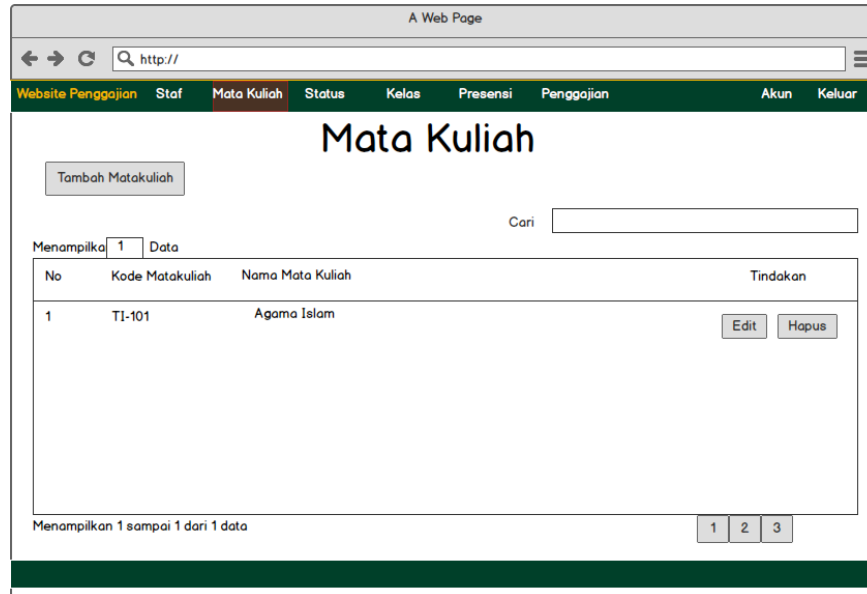 A Web Page
http://
Website Penggajian Staf Mata Kuliah Status Kelas Presensi Penggajian Akun Keluar
Mata Kuliah
Tambah Matakuliah
Cari
Menampilka 1 Data
No Kode Matakuliah Nama Mata Kuliah Tindakan
1 TI-101 Agama Islam Edit Hapus
Menampilkan 1 sampai 1 dari 1 data 1 2 3